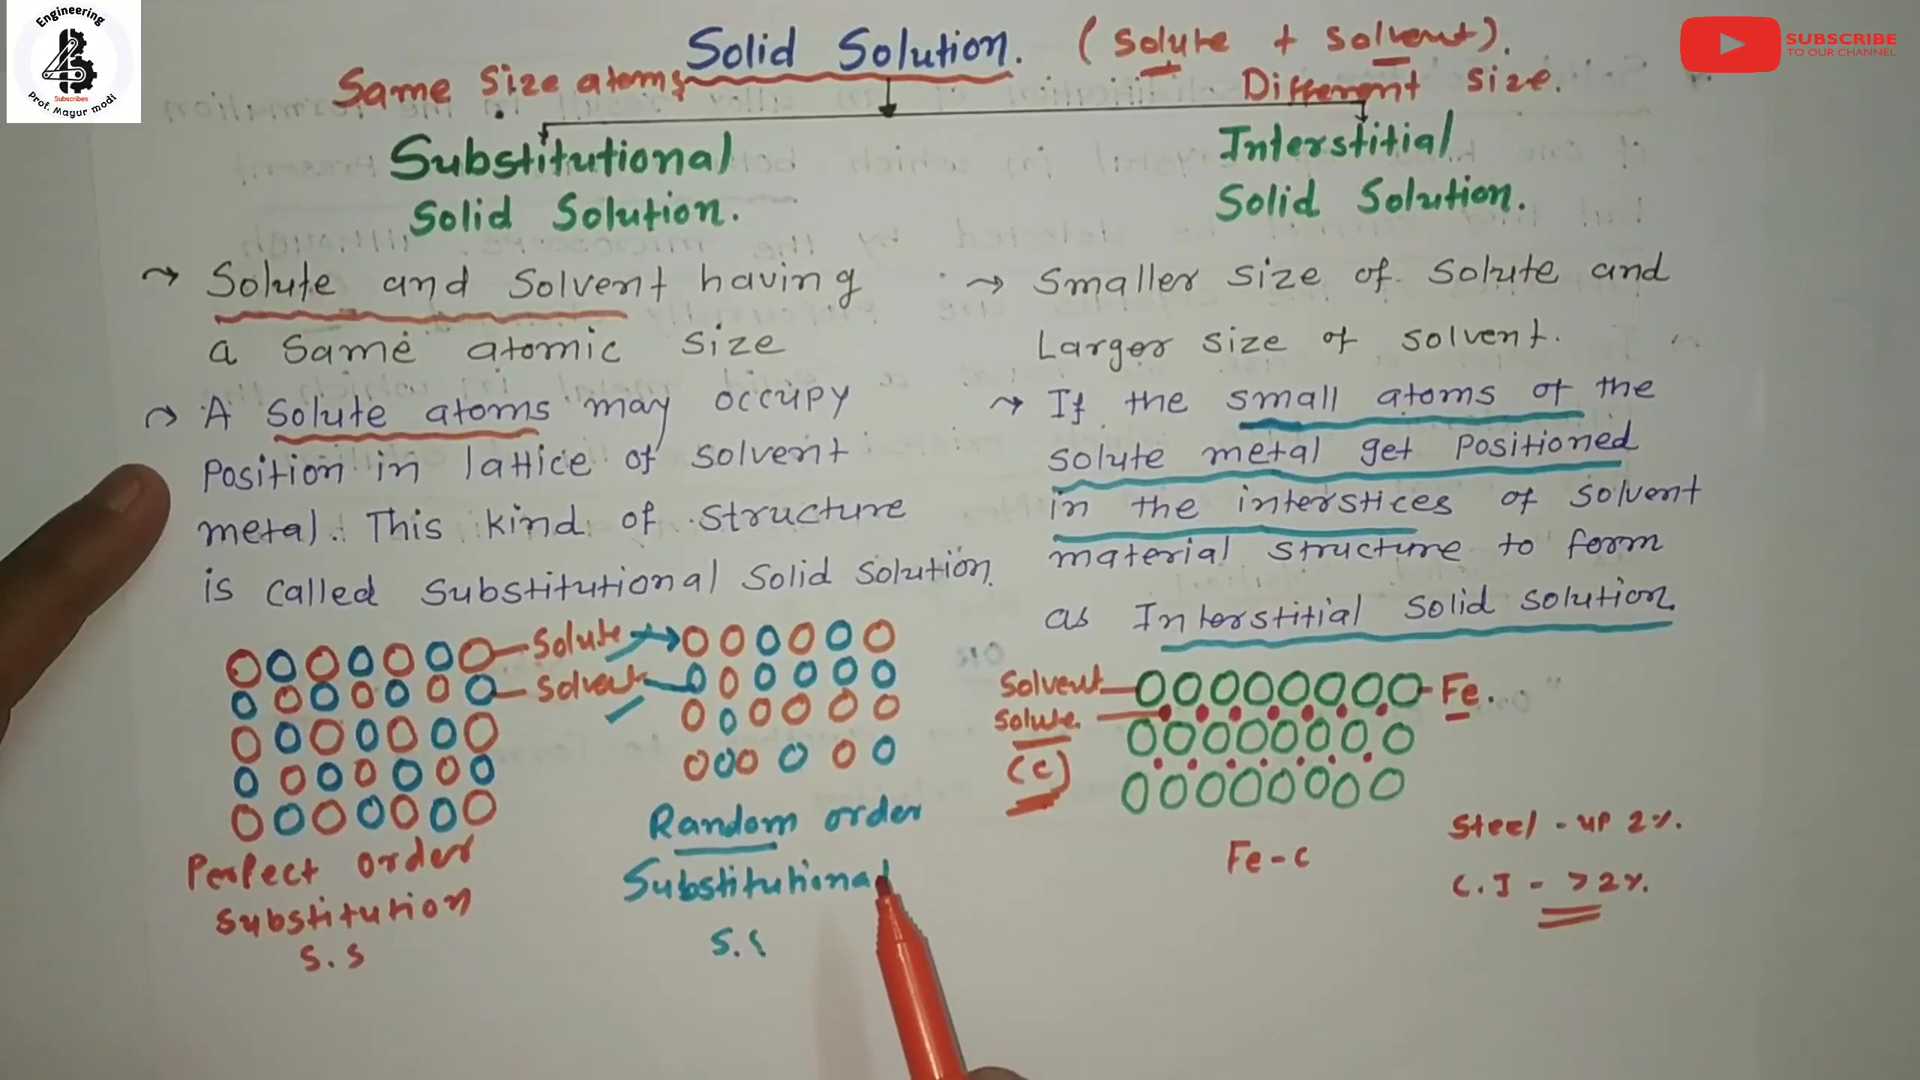 Engineering
Subscribes
Prof. Mayur modi
SUBSCRIBE
TO OUR CHANNEL
Solid Solution. (Solute + Solvent).
Same Size atoms
Different Size.
Substitutional
Solid Solution.
Interstitial
Solid Solution.
Solute and Solvent having
a Same atomic size
A Solute atoms may occupy
Position in lattice of solvent
metal. This kind of structure
is called Substitutional Solid Solution.
Smaller size of solute and
Larger size of solvent.
If the small atoms of the
solute metal get Positioned
in the interstices of solvent
material structure to form
as Interstitial Solid Solution.
Solute
Solvent
Perfect order
Substitution
S.S
Random order
Substitutional
S.S
Solvent
Solute
(C)
Fe.
Fe-C
Steel - up 2%.
C.I - >2%.